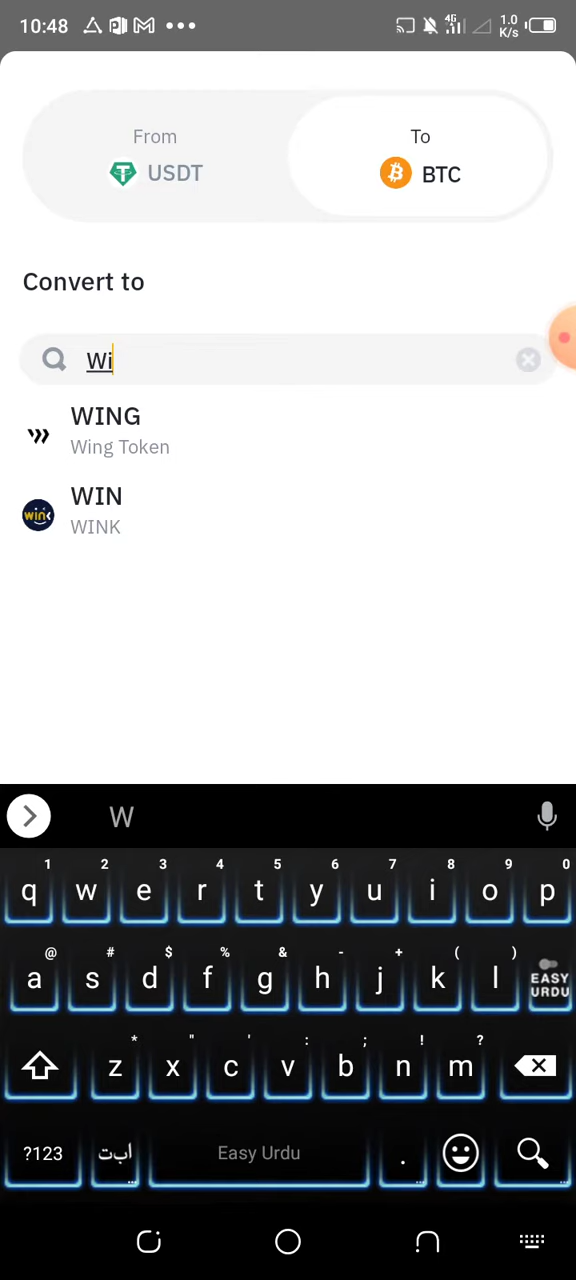 10:48 4G 1.0 K/s
From To
USDT BTC
Convert to
Wi
WING
Wing Token
WIN
WINK
W
1 2 3 4 5 6 7 8 9 0
q w e r t y u i o p
@ # $ % & - + ( )
a s d f g h j k l EASY URDU
* " ' : ; ! ?
z x c v b n m
?123 ابت Easy Urdu .